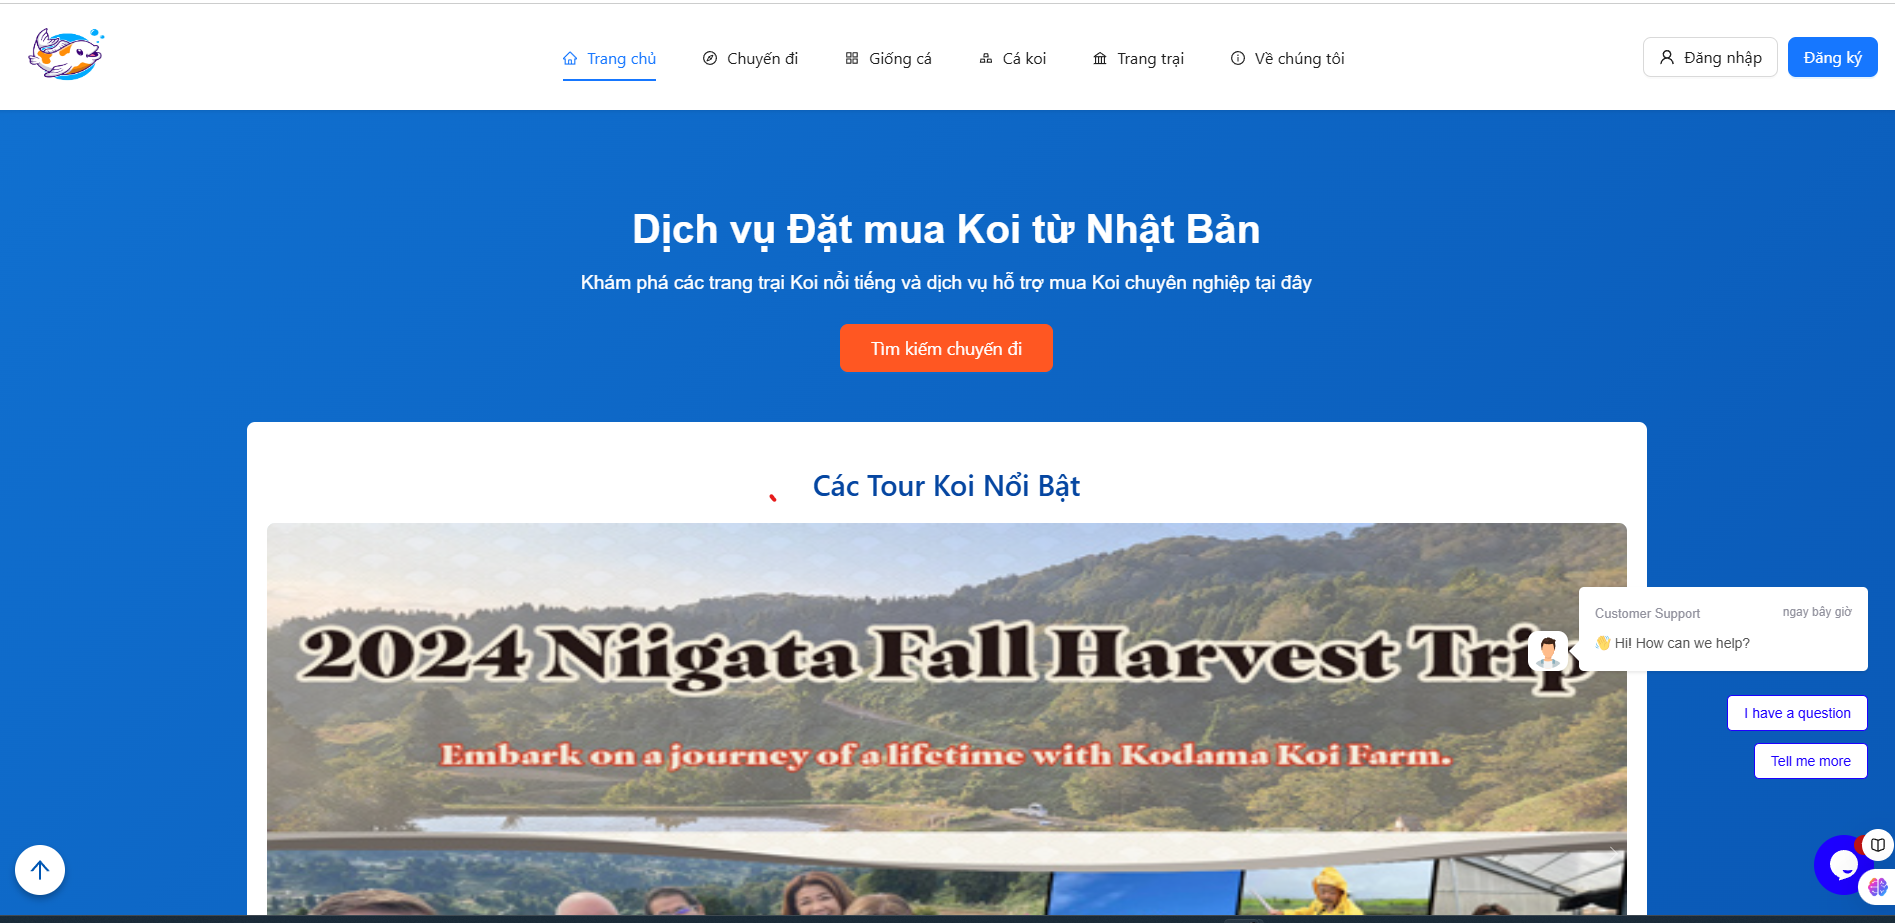 Trang chủ
Chuyến đi
Giống cá
Cá koi
Trang trại
Về chúng tôi
Đăng nhập
Đăng ký
Dịch vụ Đặt mua Koi từ Nhật Bản
Khám phá các trang trại Koi nổi tiếng và dịch vụ hỗ trợ mua Koi chuyên nghiệp tại đây
Tìm kiếm chuyến đi
Các Tour Koi Nổi Bật
2024 Niigata Fall Harvest Trip
Embark on a journey of a lifetime with Kodama Koi Farm.
Customer Support
ngay bây giờ
👋 Hi! How can we help?
I have a question
Tell me more